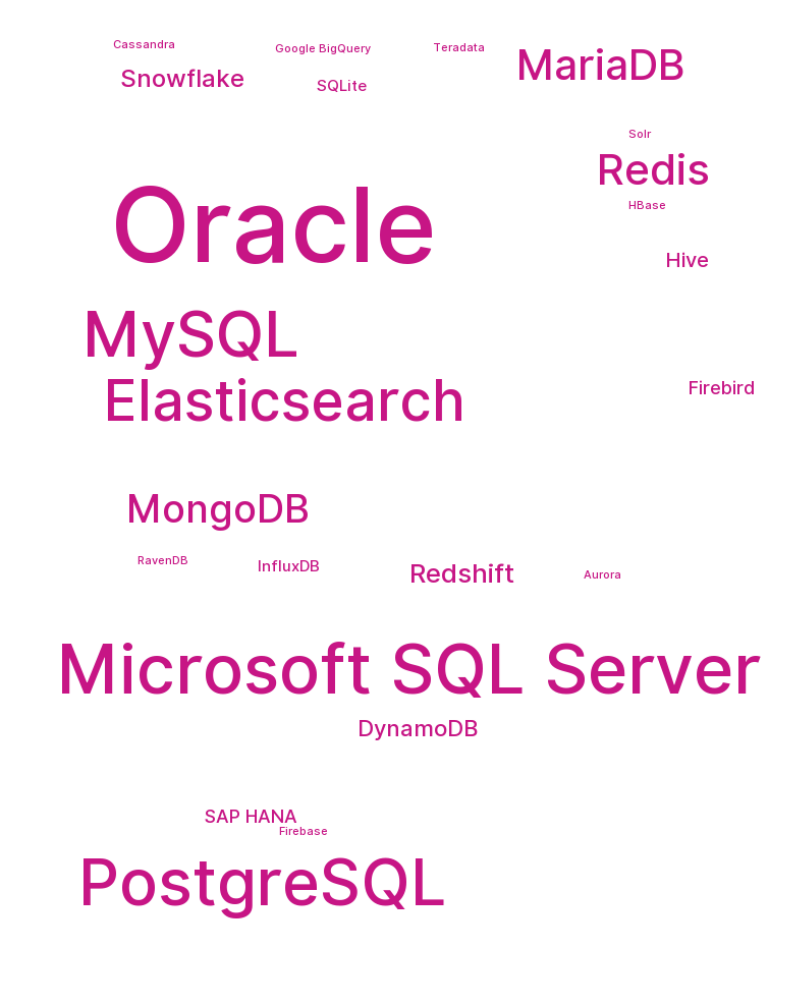 Cassandra
Google BigQuery
Teradata
MariaDB
Snowflake
SQLite
Solr
Redis
HBase
Oracle
Hive
MySQL
Elasticsearch
Firebird
MongoDB
RavenDB
InfluxDB
Redshift
Aurora
Microsoft SQL Server
DynamoDB
SAP HANA
Firebase
PostgreSQL